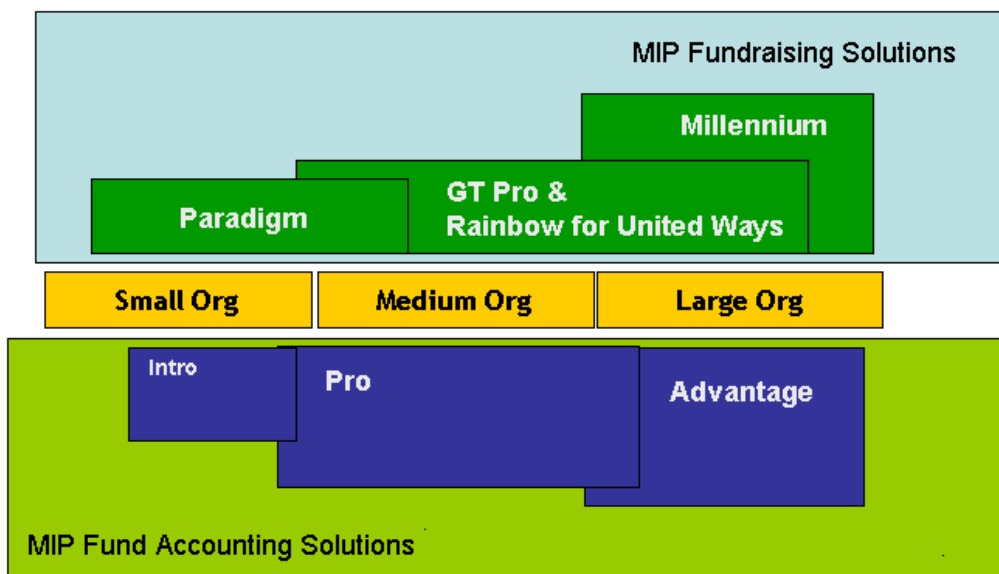 MIP Fundraising Solutions
Millennium
GT Pro &
Rainbow for United Ways
Paradigm
Small Org
Medium Org
Large Org
Intro
Pro
Advantage
MIP Fund Accounting Solutions